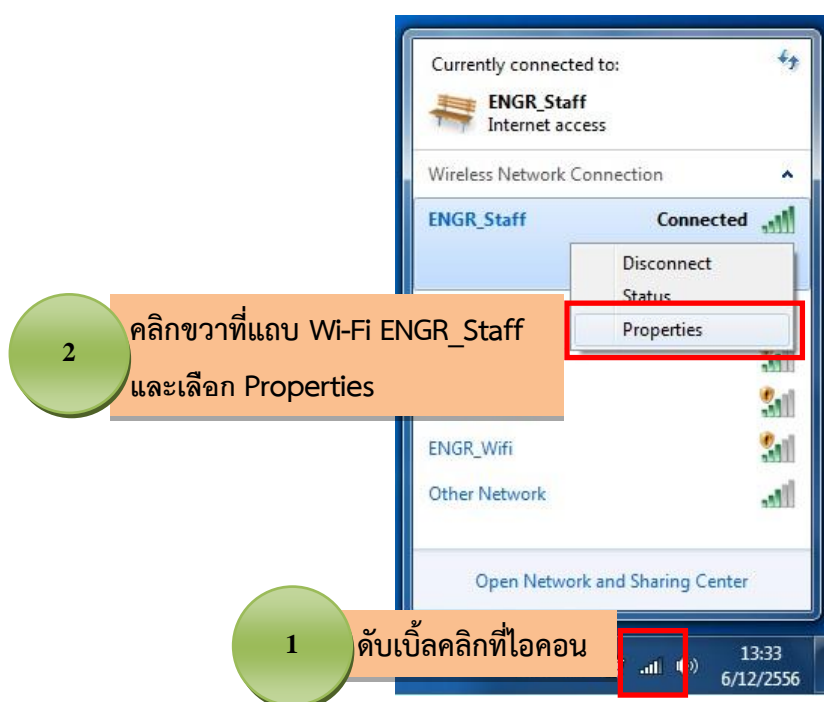 Currently connected to:
ENGR_Staff
Internet access
Wireless Network Connection
ENGR_Staff Connected
Disconnect
Status
Properties
2
คลิกขวาที่แถบ Wi-Fi ENGR_Staff
และเลือก Properties
ENGR_Wifi
Other Network
Open Network and Sharing Center
1
ดับเบิ้ลคลิกที่ไอคอน
13:33
6/12/2556